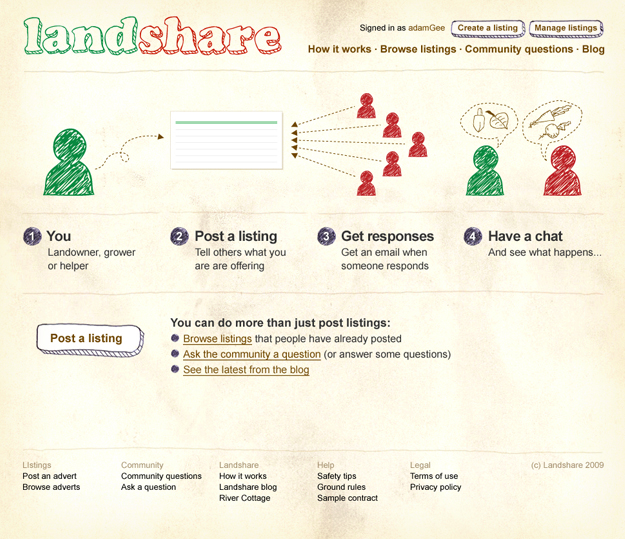 landshare
Signed in as adamGee Create a listing Manage listings
How it works · Browse listings · Community questions · Blog
1 You
Landowner, grower
or helper
2 Post a listing
Tell others what you
are are offering
3 Get responses
Get an email when
someone responds
4 Have a chat
And see what happens...
Post a listing
You can do more than just post listings:
Browse listings that people have already posted
Ask the community a question (or answer some questions)
See the latest from the blog
Listings
Post an advert
Browse adverts
Community
Community questions
Ask a question
Landshare
How it works
Landshare blog
River Cottage
Help
Safety tips
Ground rules
Sample contract
Legal
Terms of use
Privacy policy
(c) Landshare 2009